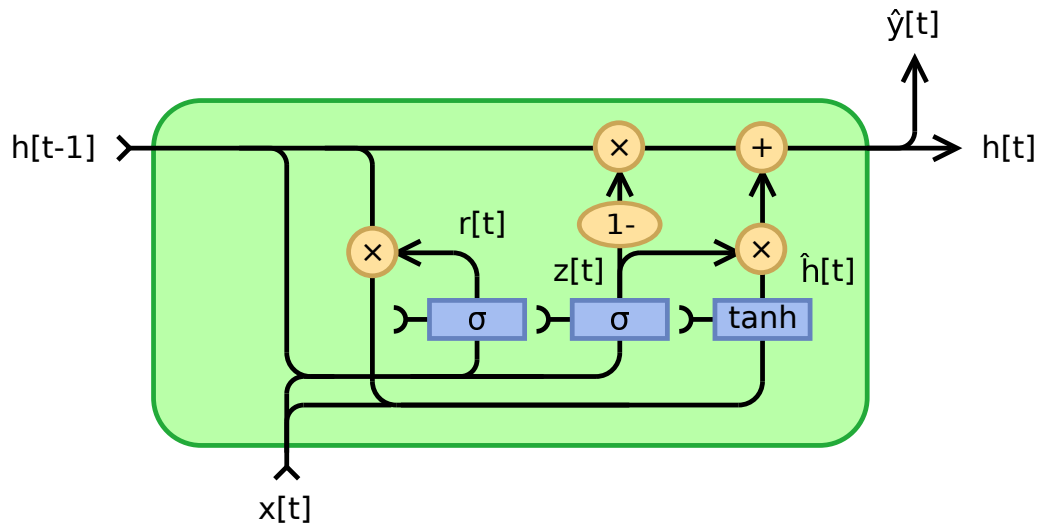 ŷ[t]
h[t-1]
×
+
h[t]
r[t]
1-
×
×
z[t]
ĥ[t]
σ
σ
tanh
x[t]